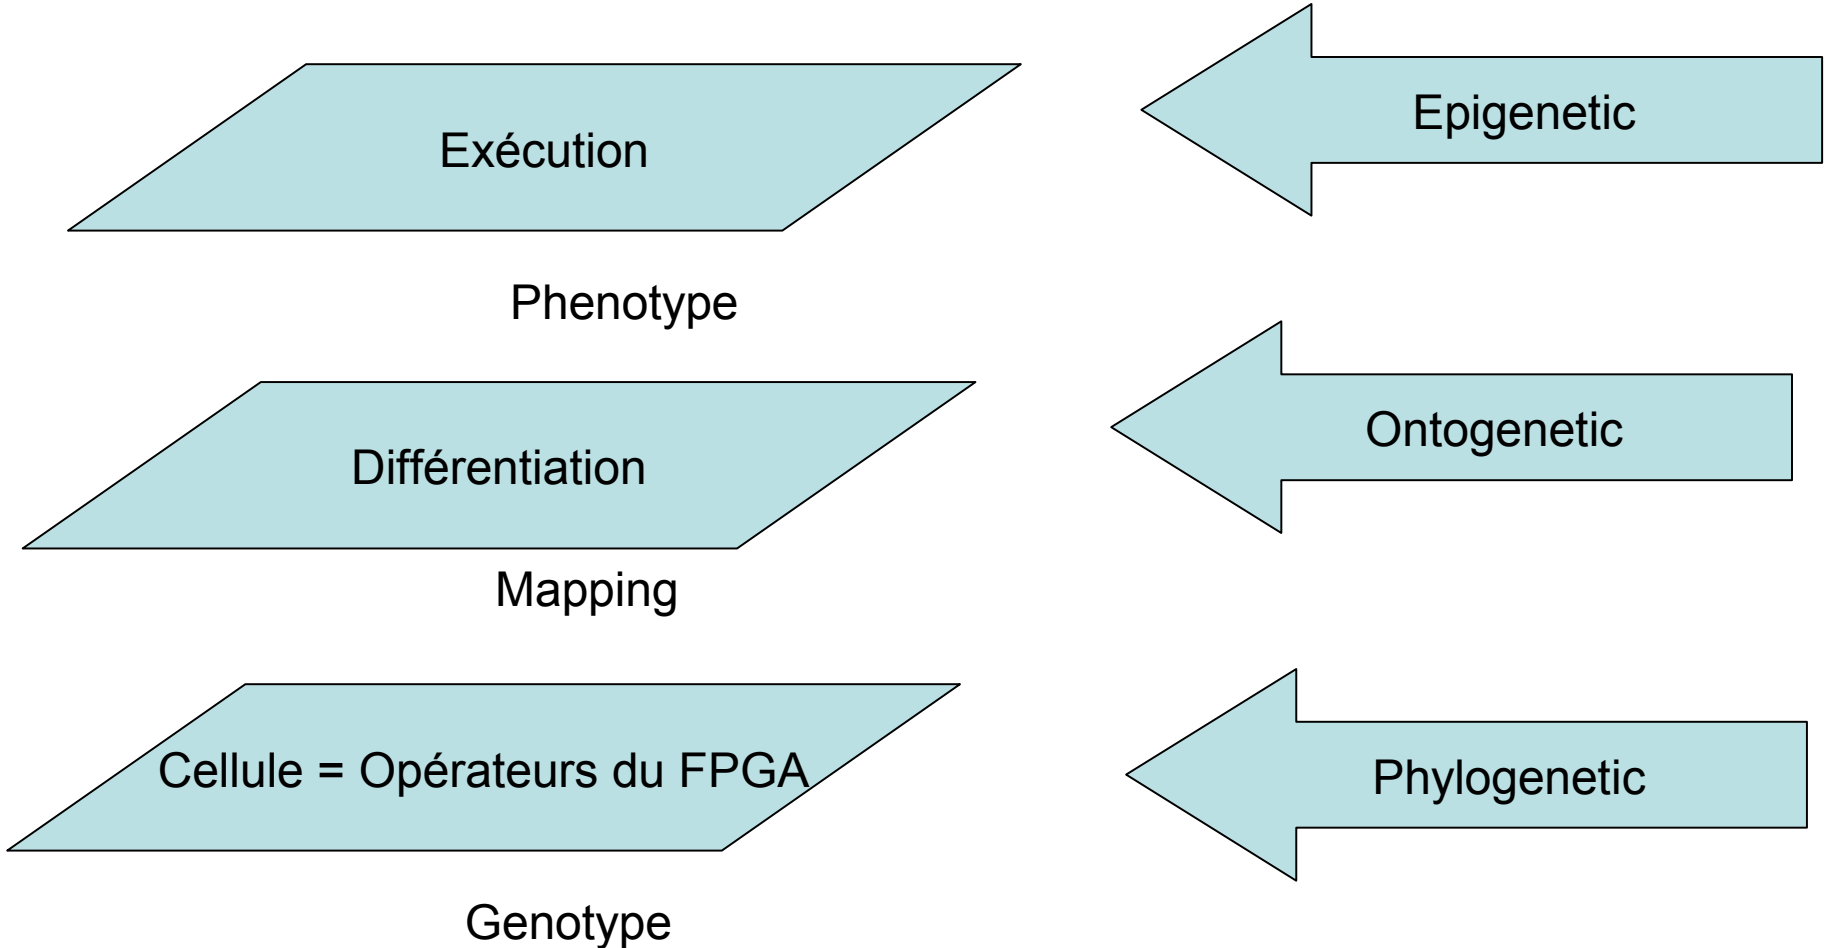 Exécution
Epigenetic
Phenotype
Différentiation
Ontogenetic
Mapping
Cellule = Opérateurs du FPGA
Phylogenetic
Genotype